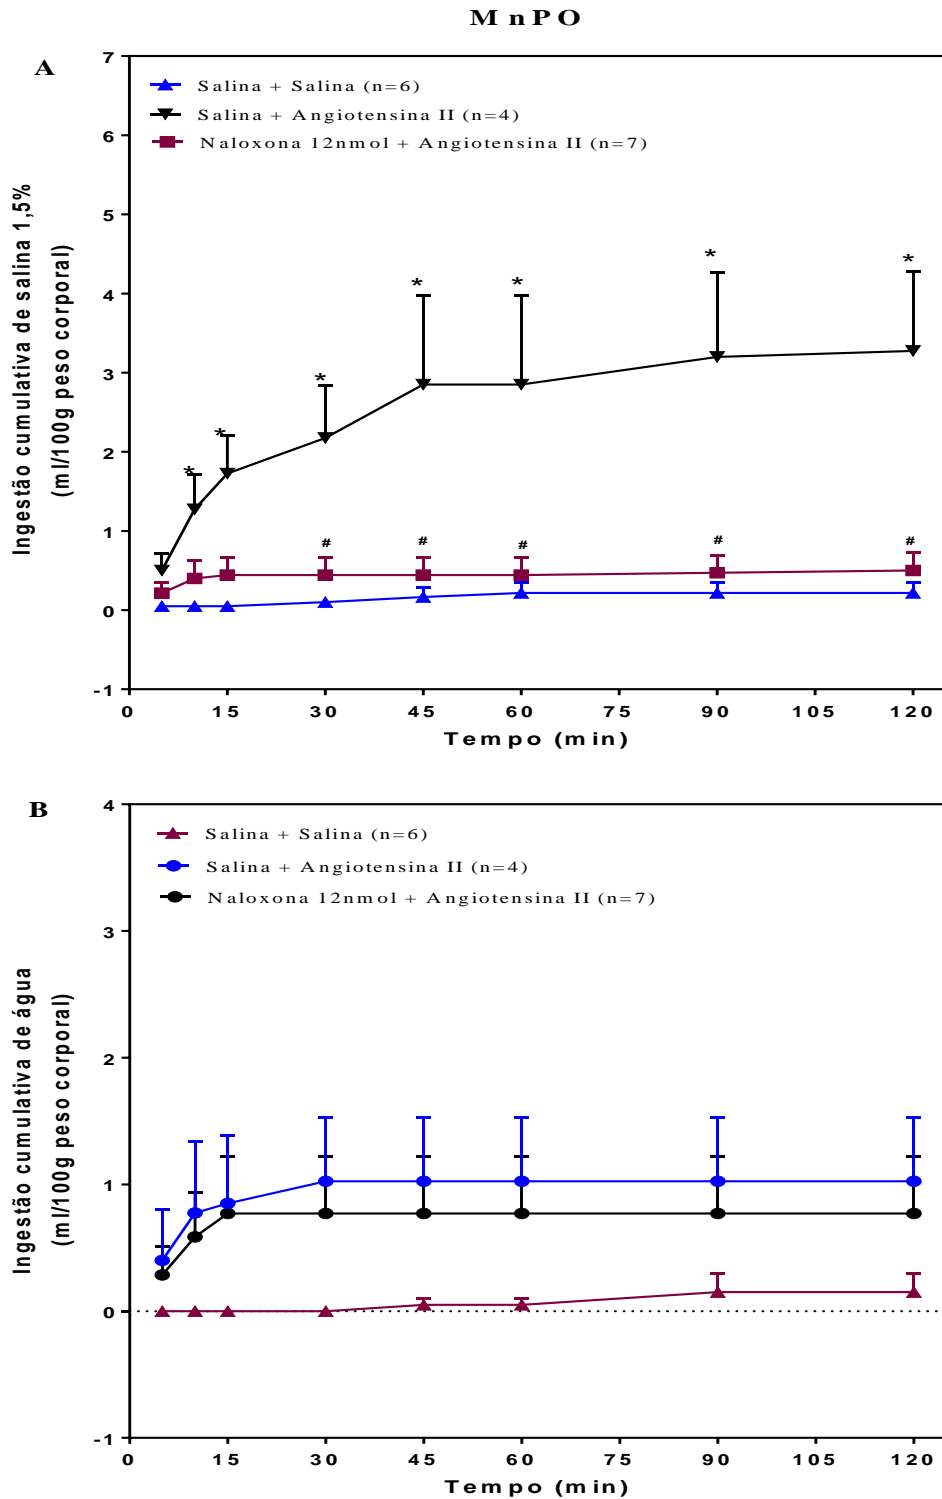 MnPO
A
7
6
5
4
3
2
1
0
-1
Ingestão cumulativa de salina 1,5%
(ml/100g peso corporal)
Salina + Salina (n=6)
Salina + Angiotensina II (n=4)
Naloxona 12nmol + Angiotensina II (n=7)
* * * * * * * *
# # # # #
0 15 30 45 60 75 90 105 120
Tempo (min)
B
4
3
2
1
0
-1
Ingestão cumulativa de água
(ml/100g peso corporal)
Salina + Salina (n=6)
Salina + Angiotensina II (n=4)
Naloxona 12nmol + Angiotensina II (n=7)
0 15 30 45 60 75 90 105 120
Tempo (min)